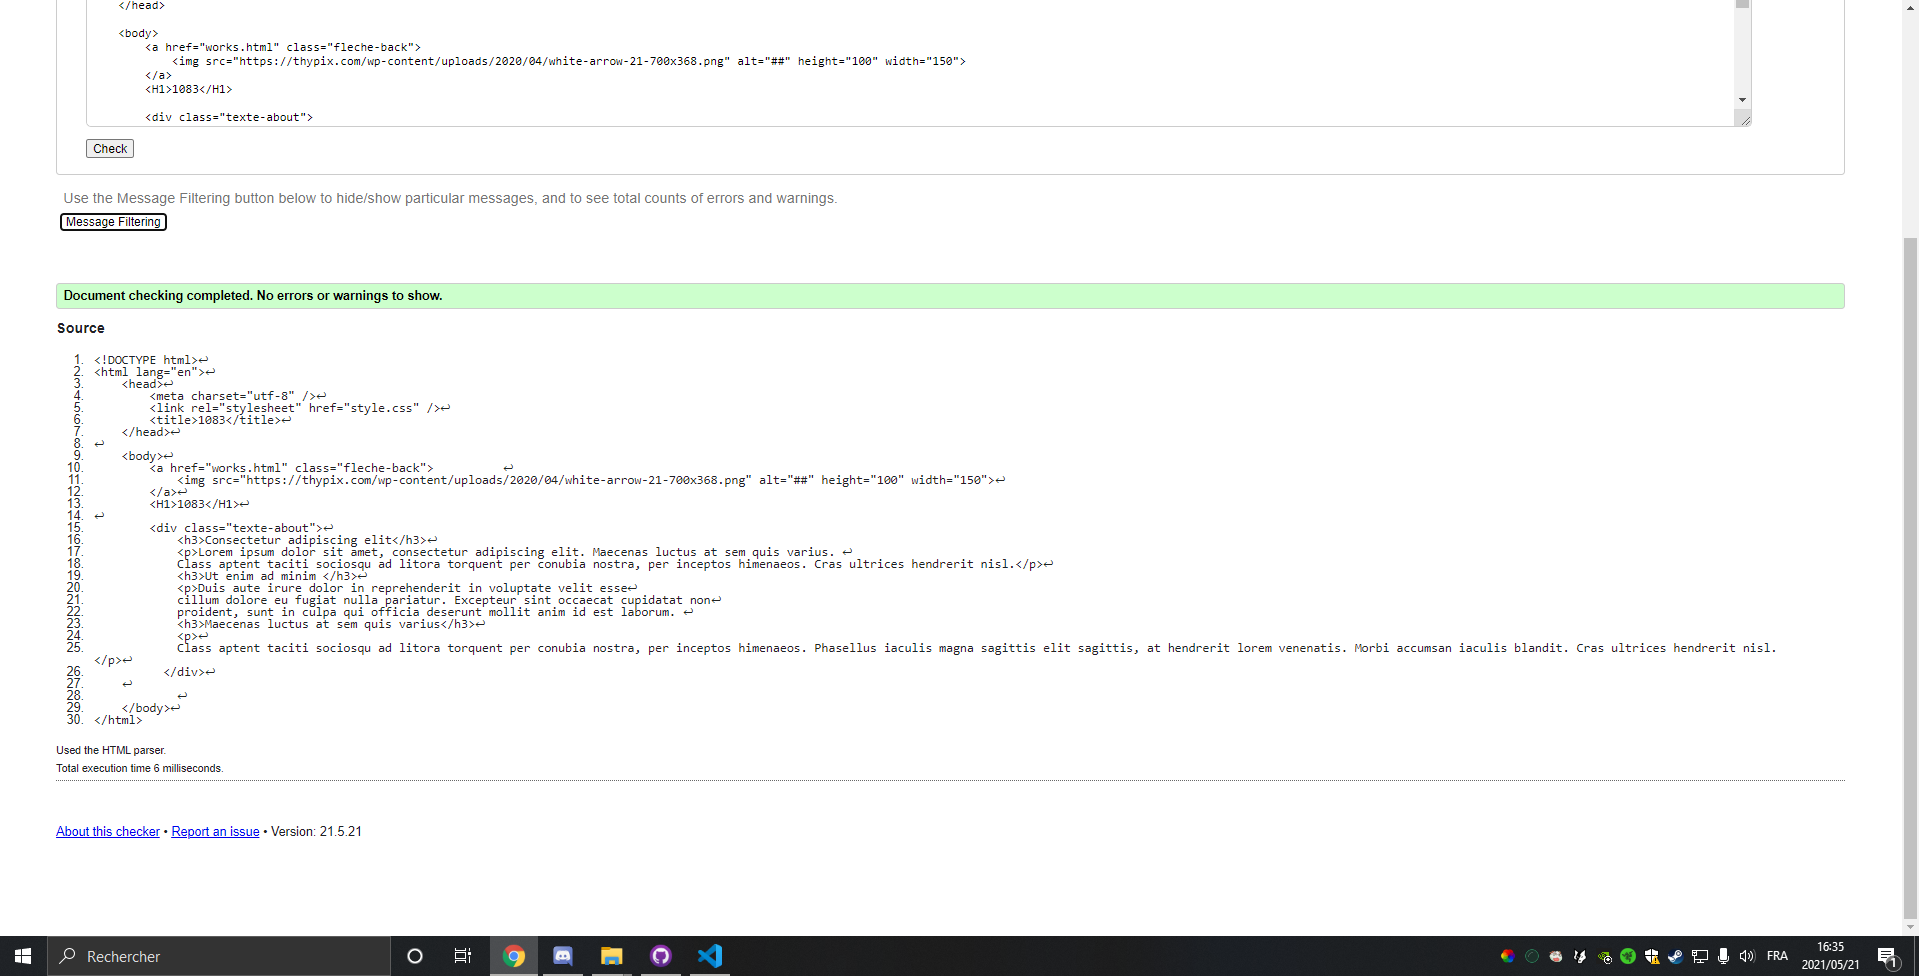 </head>
<body>
<a href="works.html" class="fleche-back">
<img src="https://thypix.com/wp-content/uploads/2020/04/white-arrow-21-700x368.png" alt="##" height="100" width="150">
</a>
<H1>1083</H1>
<div class="texte-about">
Check
Use the Message Filtering button below to hide/show particular messages, and to see total counts of errors and warnings.
Message Filtering
Document checking completed. No errors or warnings to show.
Source
1. <!DOCTYPE html>↩
2. <html lang="en">↩
3. <head>↩
4. <meta charset="utf-8" />↩
5. <link rel="stylesheet" href="style.css" />↩
6. <title>1083</title>↩
7. </head>↩
8. ↩
9. <body>↩
10. <a href="works.html" class="fleche-back"> ↩
11. <img src="https://thypix.com/wp-content/uploads/2020/04/white-arrow-21-700x368.png" alt="##" height="100" width="150">↩
12. </a>↩
13. <H1>1083</H1>↩
14. ↩
15. <div class="texte-about">↩
16. <h3>Consectetur adipiscing elit</h3>↩
17. <p>Lorem ipsum dolor sit amet, consectetur adipiscing elit. Maecenas luctus at sem quis varius. ↩
18. Class aptent taciti sociosqu ad litora torquent per conubia nostra, per inceptos himenaeos. Cras ultrices hendrerit nisl.</p>↩
19. <h3>Ut enim ad minim </h3>↩
20. <p>Duis aute irure dolor in reprehenderit in voluptate velit esse↩
21. cillum dolore eu fugiat nulla pariatur. Excepteur sint occaecat cupidatat non↩
22. proident, sunt in culpa qui officia deserunt mollit anim id est laborum. ↩
23. <h3>Maecenas luctus at sem quis varius</h3>↩
24. <p>↩
25. Class aptent taciti sociosqu ad litora torquent per conubia nostra, per inceptos himenaeos. Phasellus iaculis magna sagittis elit sagittis, at hendrerit lorem venenatis. Morbi accumsan iaculis blandit. Cras ultrices hendrerit nisl.
</p>↩
26. </div>↩
27. ↩
28. ↩
29. </body>↩
30. </html>
Used the HTML parser.
Total execution time 6 milliseconds.
About this checker • Report an issue • Version: 21.5.21
Rechercher
FRA
16:35
2021/05/21
1